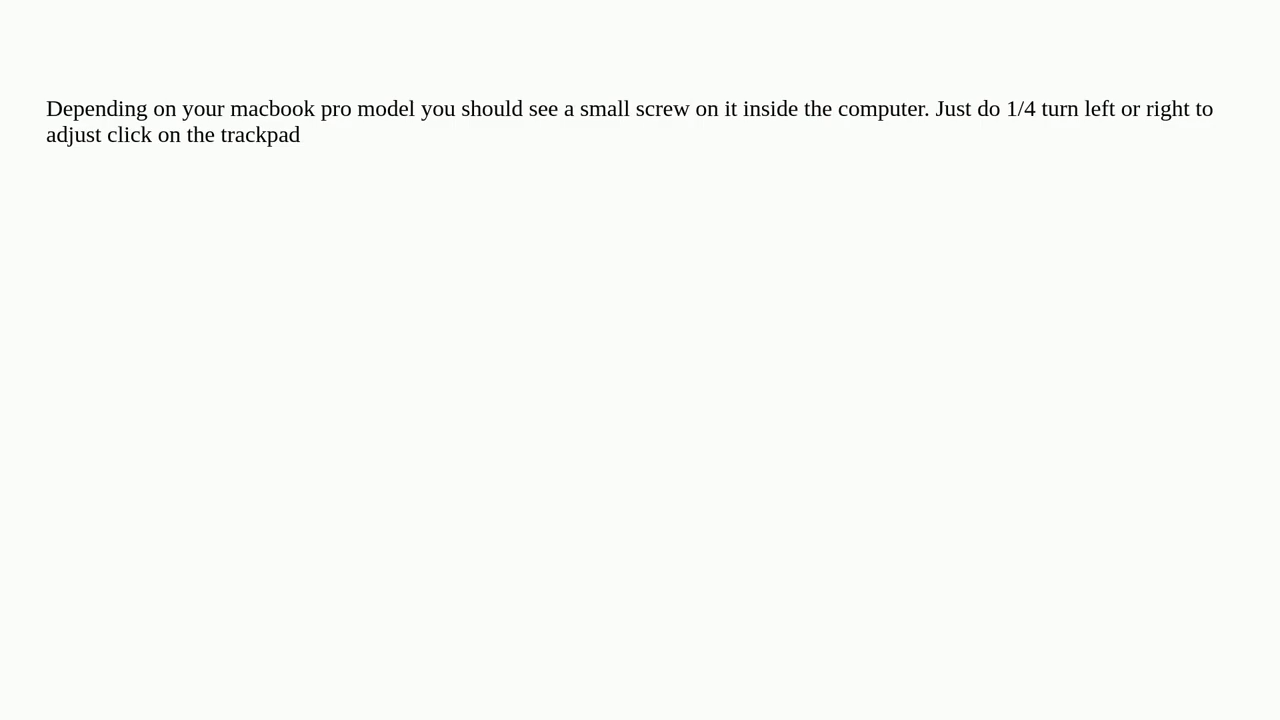 Depending on your macbook pro model you should see a small screw on it inside the computer. Just do 1/4 turn left or right to
adjust click on the trackpad